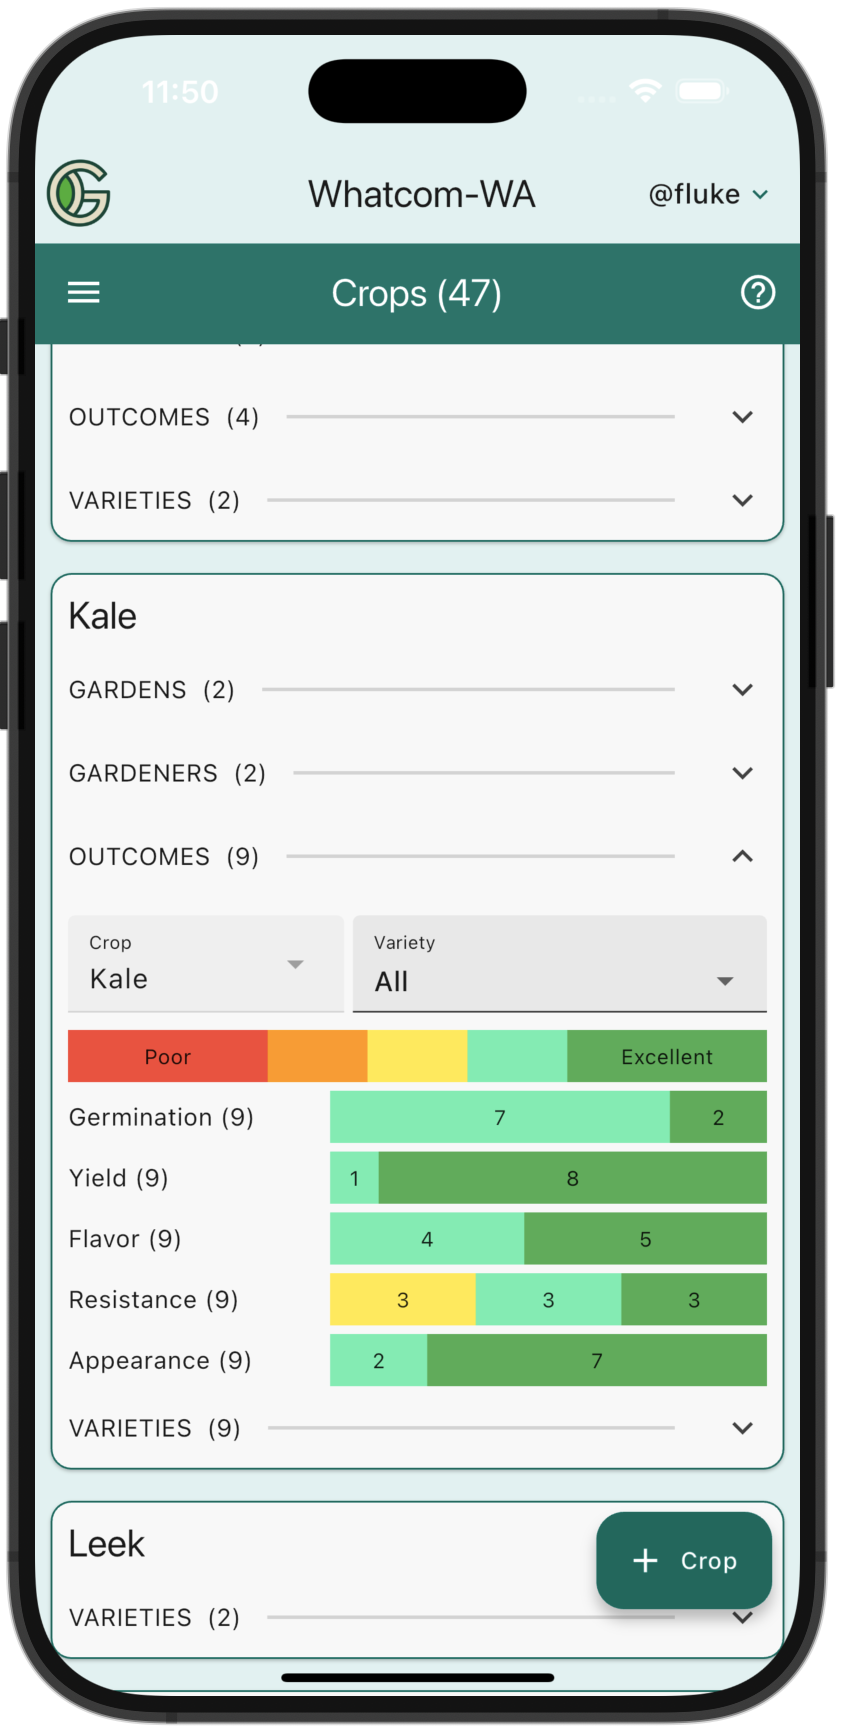 11:50
Whatcom-WA
@fluke
Crops (47)
OUTCOMES (4)
VARIETIES (2)
Kale
GARDENS (2)
GARDENERS (2)
OUTCOMES (9)
Crop
Kale
Variety
All
Poor
Excellent
Germination (9) 7 2
Yield (9) 1 8
Flavor (9) 4 5
Resistance (9) 3 3 3
Appearance (9) 2 7
VARIETIES (9)
Leek
+ Crop
VARIETIES (2)